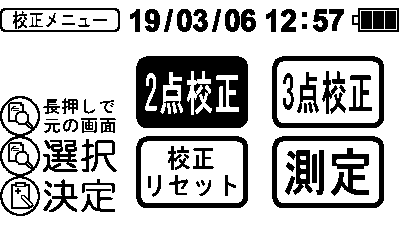 校正メニュー 19/03/06 12:57
2点校正 3点校正
長押しで
元の画面
選択
校正
リセット
測定
決定